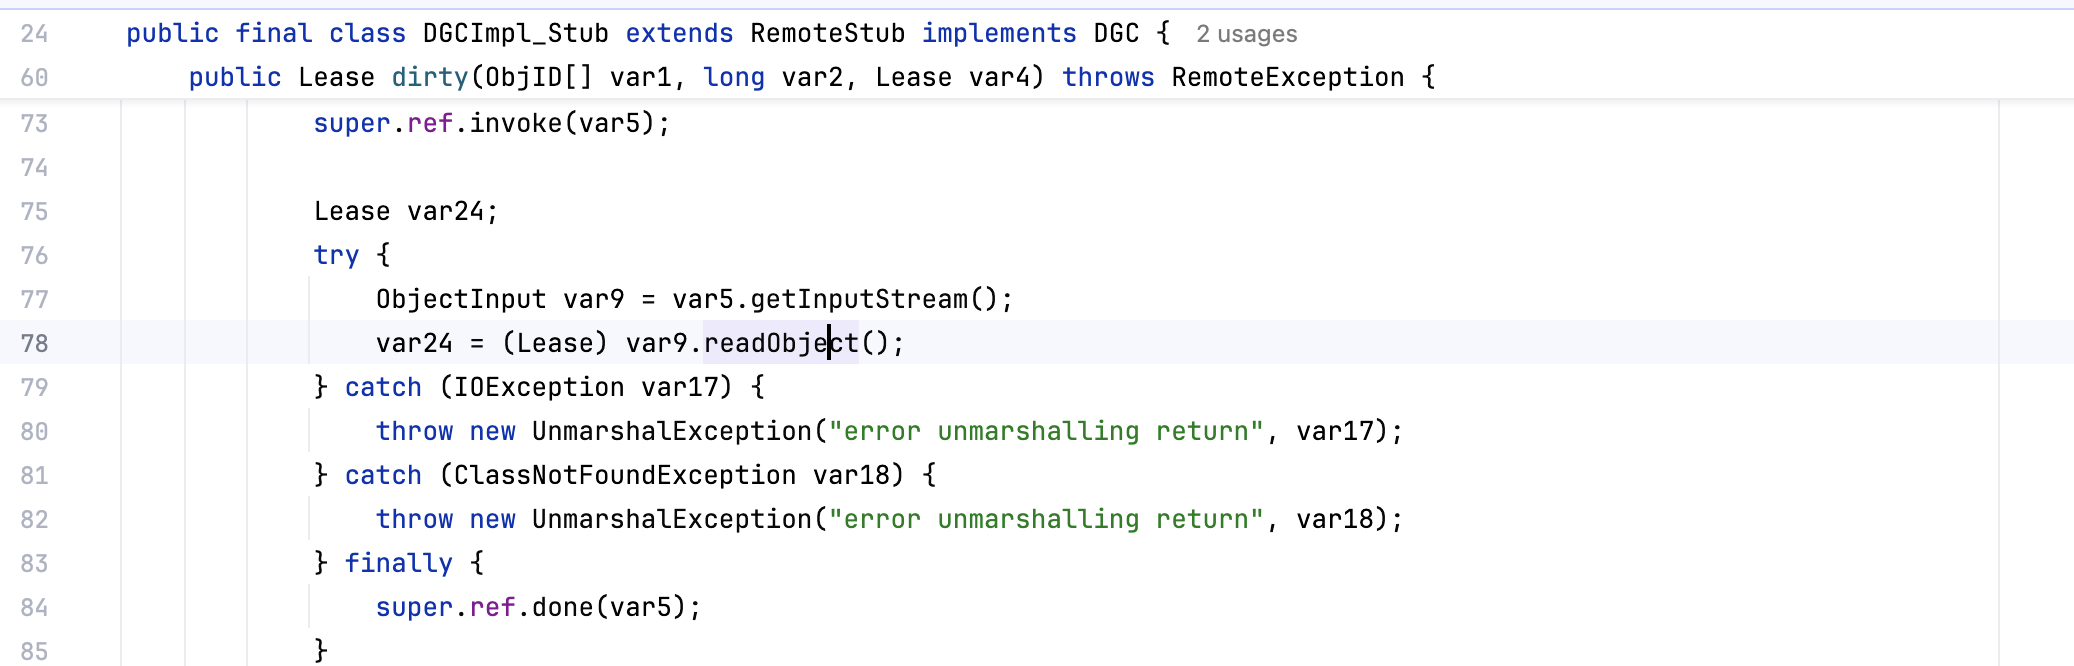 24 public final class DGCImpl_Stub extends RemoteStub implements DGC { 2 usages
60 public Lease dirty(ObjID[] var1, long var2, Lease var4) throws RemoteException {
73 super.ref.invoke(var5);
74
75 Lease var24;
76 try {
77 ObjectInput var9 = var5.getInputStream();
78 var24 = (Lease) var9.readObject();
79 } catch (IOException var17) {
80 throw new UnmarshalException("error unmarshalling return", var17);
81 } catch (ClassNotFoundException var18) {
82 throw new UnmarshalException("error unmarshalling return", var18);
83 } finally {
84 super.ref.done(var5);
85 }